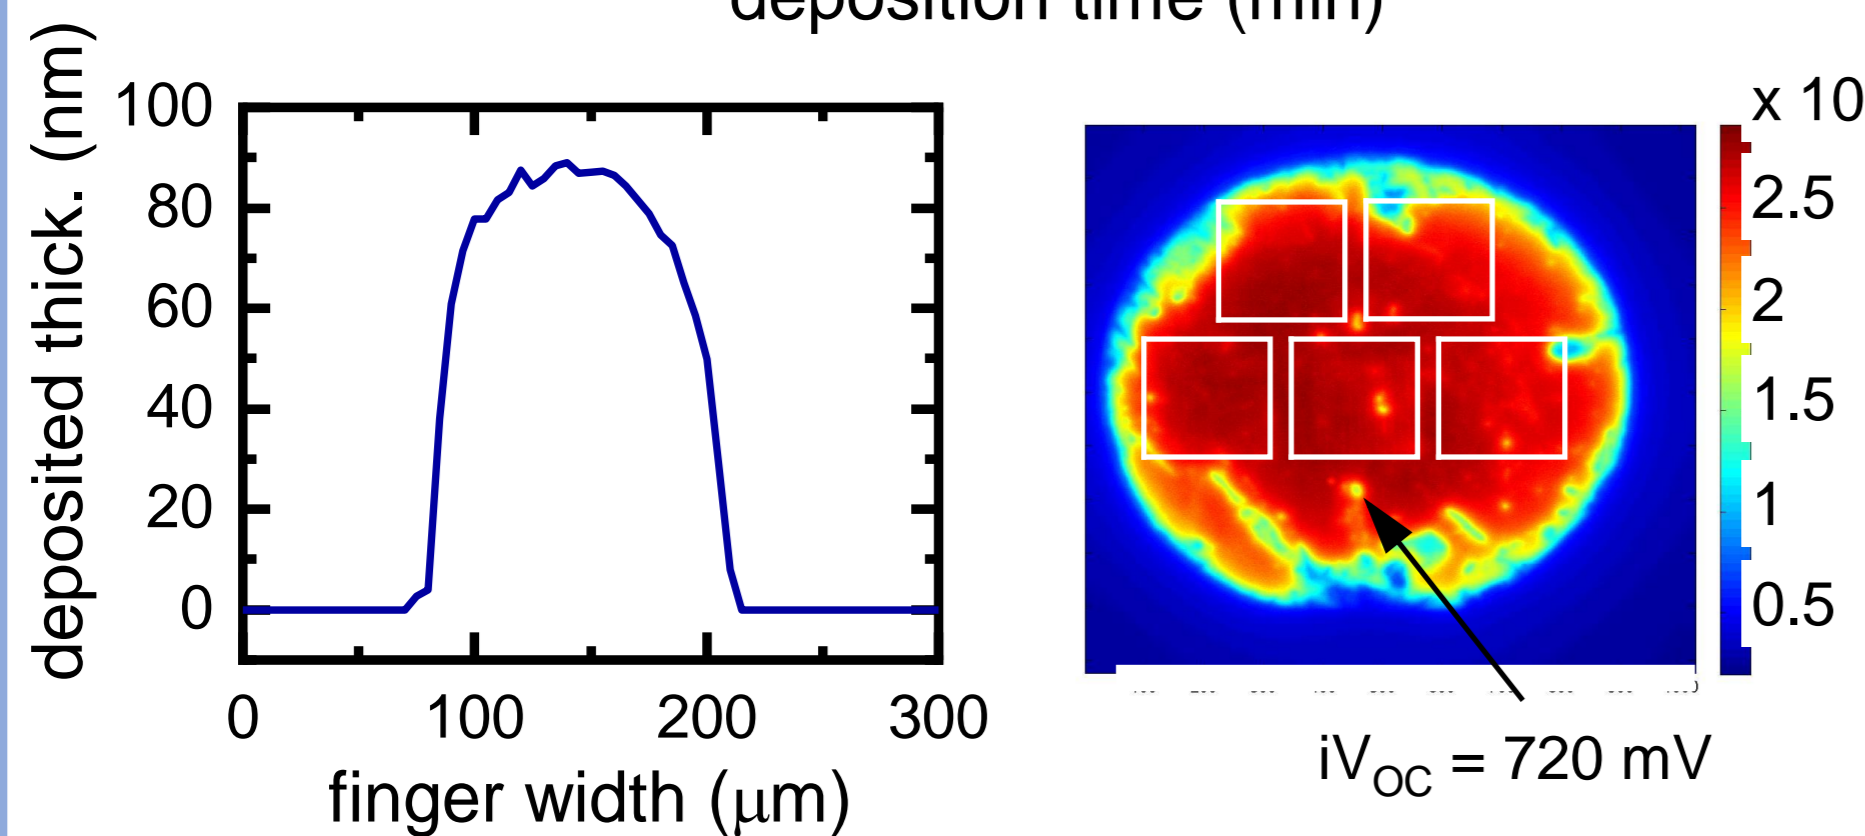 deposition time (min)
deposited thick. (nm)
100
80
60
40
20
0
0 100 200 300
finger width (μm)
x 10
2.5
2
1.5
1
0.5
iVOC = 720 mV